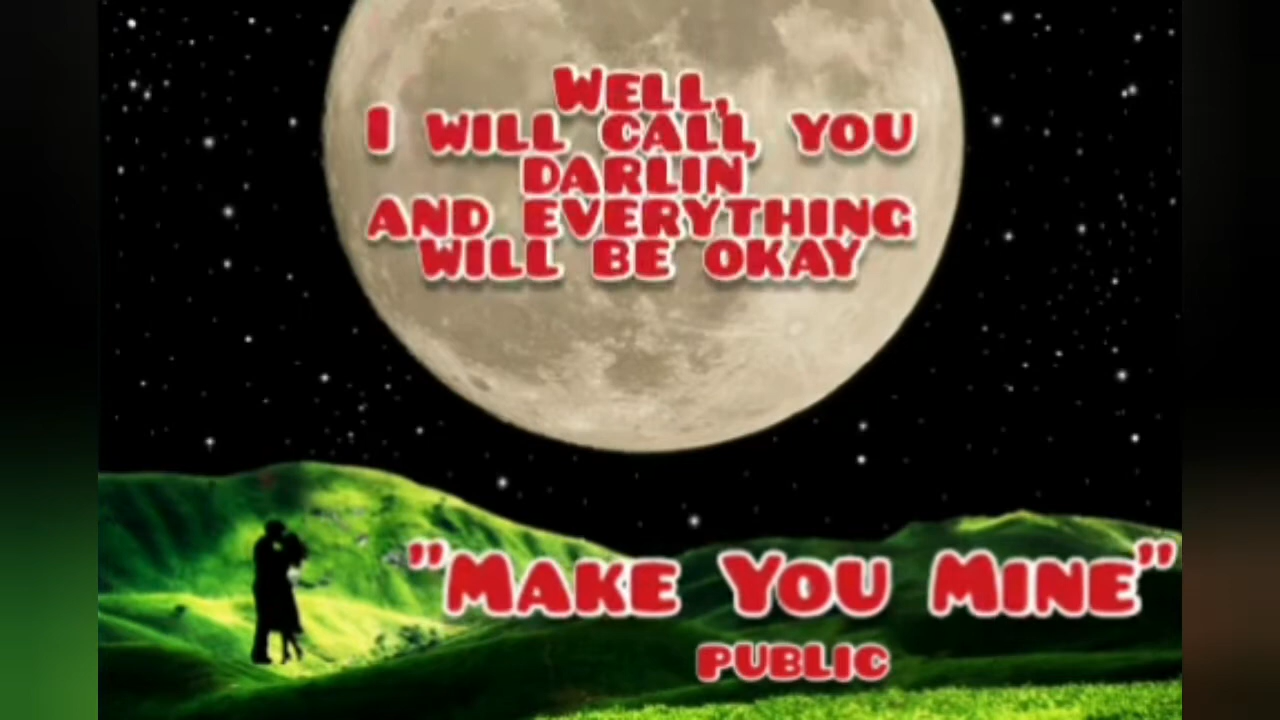 WELL,
I WILL CALL YOU
DARLIN
AND EVERYTHING
WILL BE OKAY
"MAKE YOU MINE"
PUBLIC